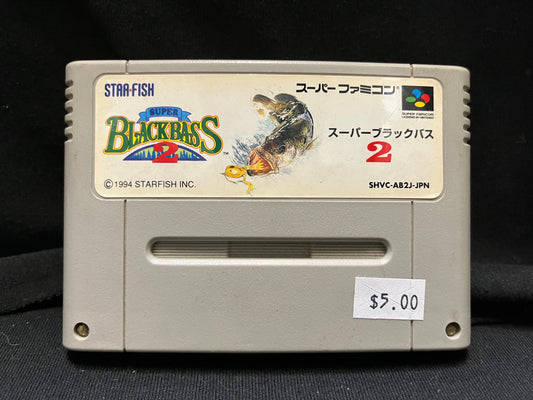 STAR-FISH
スーパーファミコン
SUPER
BLACKBASS
2
スーパーブラックバス
2
©1994 STARFISH INC.
SHVC-AB2J-JPN
$5.00